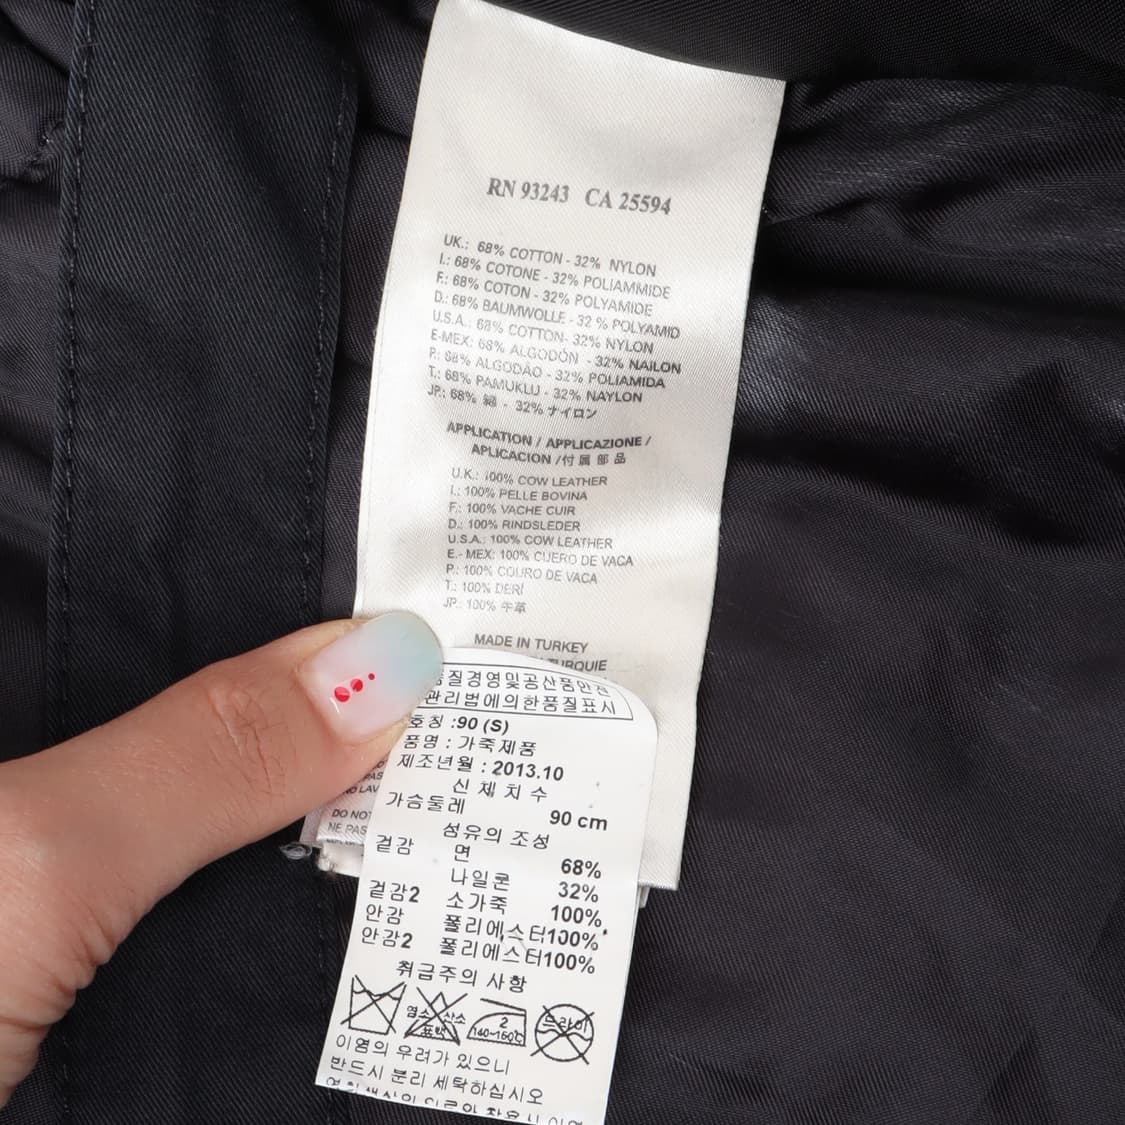 RN 93243 CA 25594
UK.: 68% COTTON - 32% NYLON
I.: 68% COTONE - 32% POLIAMMIDE
F.: 68% COTON - 32% POLYAMIDE
D.: 68% BAUMWOLLE - 32 % POLYAMID
U.S.A.: 68% COTTON- 32% NYLON
E-MEX: 68% ALGODÓN - 32% NAILON
P.: 68% ALGODÃO - 32% POLIAMIDA
T.: 68% PAMUKLU - 32% NAYLON
JP.: 68% 綿 - 32% ナイロン
APPLICATION / APPLICAZIONE /
APLICACION /付属部品
U.K.: 100% COW LEATHER
I.: 100% PELLE BOVINA
F.: 100% VACHE CUIR
D.: 100% RINDSLEDER
U.S.A.: 100% COW LEATHER
E.- MEX: 100% CUERO DE VACA
P.: 100% COURO DE VACA
T.: 100% DERİ
JP.: 100% 牛革
MADE IN TURKEY
TURQUIE
DO NOT
NE PAS
품질경영및공산품안전
관리법에의한품질표시
호칭 :90 (S)
품명 : 가죽제품
제조년월 : 2013.10
신체치수
가슴둘레 90 cm
섬유의 조성
겉감 면 68%
나일론 32%
겉감2 소가죽 100%
안감 폴리에스터100%
안감2 폴리에스터100%
취급주의 사항
염소 산소 표백
2 140~160℃
드라이
이염의 우려가 있으니
반드시 분리 세탁하십시오